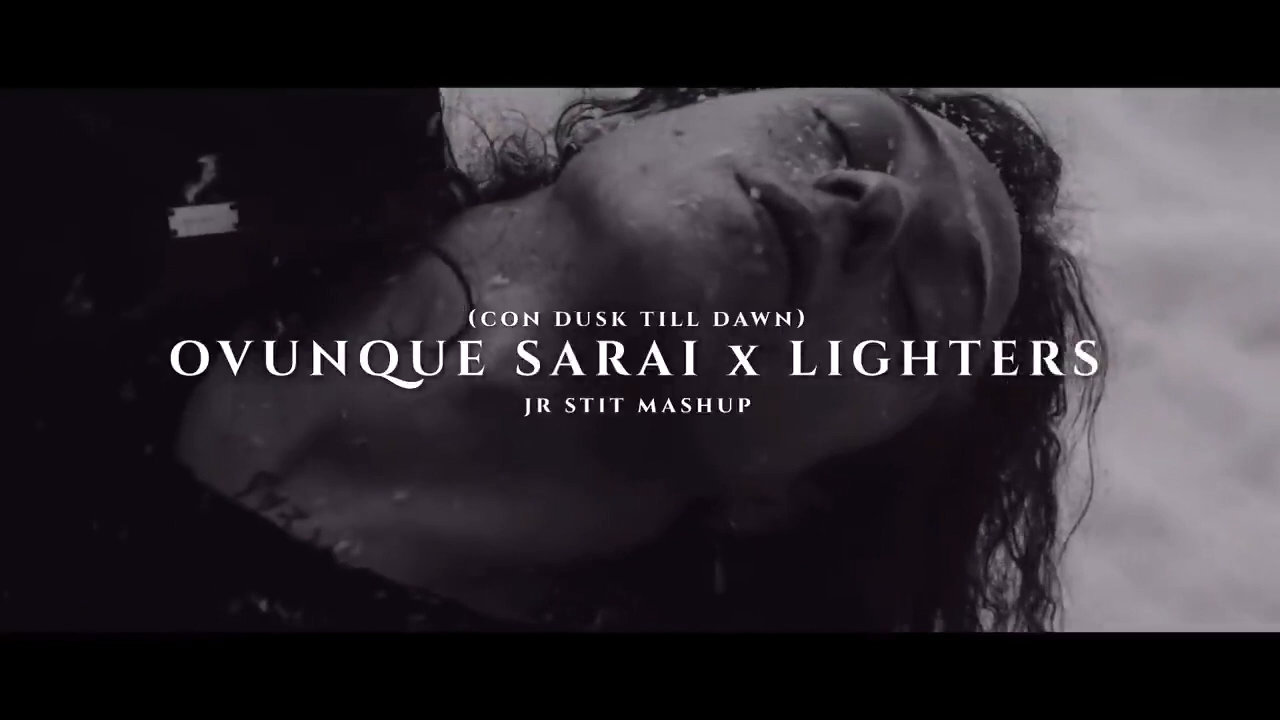 (CON DUSK TILL DAWN)
OVUNQUE SARAI x LIGHTERS
JR STIT MASHUP